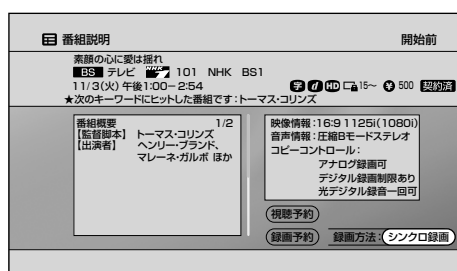 番組説明 開始前
素顔の心に愛は揺れ
BS テレビ NHK 101 NHK BS1
11/3(火) 午後1:00-2:54 字 d HD 15~ 500 契約済
★次のキーワードにヒットした番組です:トーマス・コリンズ
番組概要 1/2
【監督脚本】 トーマス・コリンズ
【出演者】 ヘンリー・ブランド、
マレーネ・ガルボ ほか
映像情報:16:9 1125i(1080i)
音声情報:圧縮Bモードステレオ
コピーコントロール:
アナログ録画可
デジタル録画制限あり
光デジタル録音一回可
視聴予約
録画予約 録画方法:シンクロ録画